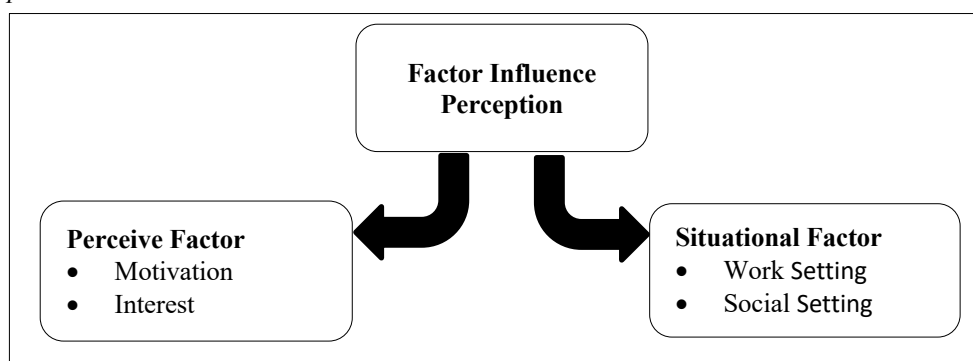 Factor Influence
Perception
Perceive Factor
• Motivation
• Interest
Situational Factor
• Work Setting
• Social Setting